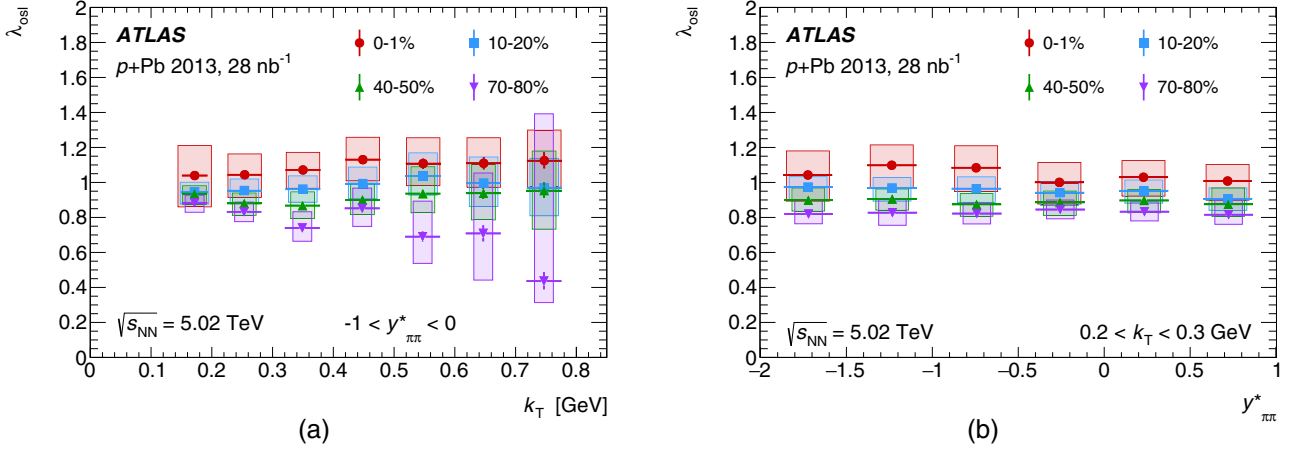 λosl
2
1.8
1.6
1.4
1.2
1
0.8
0.6
0.4
0.2
0
ATLAS
p+Pb 2013, 28 nb⁻¹
0-1%
10-20%
40-50%
70-80%
√sNN = 5.02 TeV
-1 < y*ππ < 0
0 0.1 0.2 0.3 0.4 0.5 0.6 0.7 0.8
kT [GeV]
(a)
λosl
2
1.8
1.6
1.4
1.2
1
0.8
0.6
0.4
0.2
0
ATLAS
p+Pb 2013, 28 nb⁻¹
0-1%
10-20%
40-50%
70-80%
√sNN = 5.02 TeV
0.2 < kT < 0.3 GeV
−2 −1.5 −1 −0.5 0 0.5 1
y*ππ
(b)